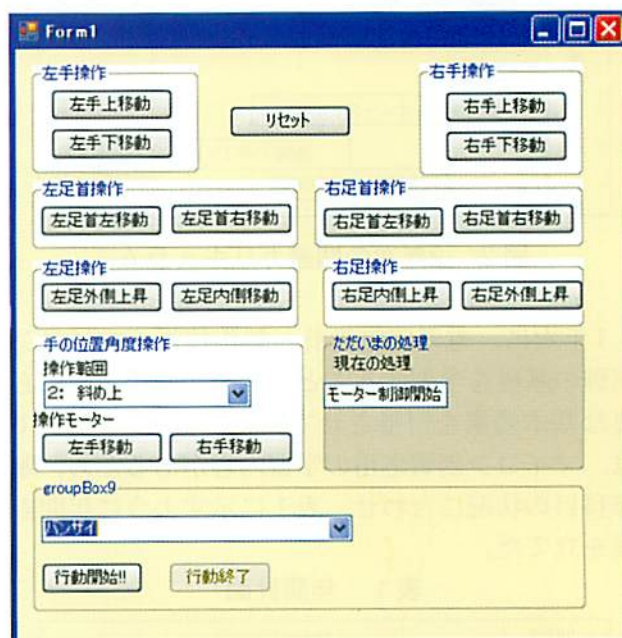 Form1
左手操作
左手上移動
左手下移動
リセット
右手操作
右手上移動
右手下移動
左足首操作
左足首左移動
左足首右移動
右足首操作
右足首左移動
右足首右移動
左足操作
左足外側上昇
左足内側移動
右足操作
右足内側上昇
右足外側上昇
手の位置角度操作
操作範囲
2: 斜め上
操作モーター
左手移動
右手移動
ただいまの処理
現在の処理
モーター制御開始
groupBox9
バンザイ
行動開始!!
行動終了